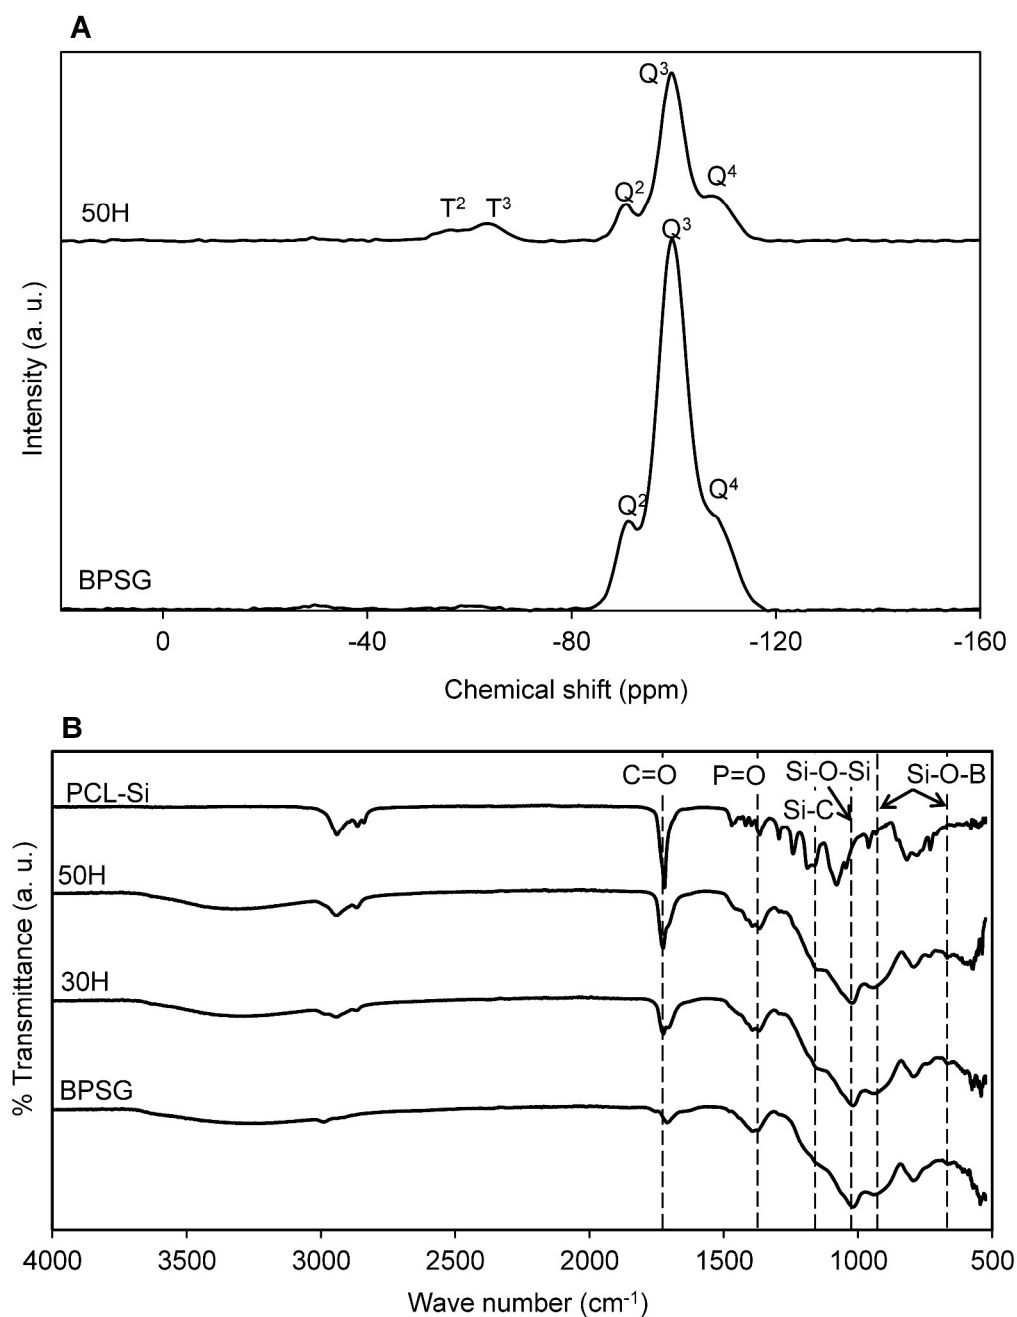 A
Q³
Q⁴
Q²
T² T³
50H
Q³
Q⁴
Q²
BPSG
Intensity (a. u.)
0 -40 -80 -120 -160
Chemical shift (ppm)
B
C=O P=O Si-O-Si Si-O-B
PCL-Si
Si-C
50H
30H
BPSG
% Transmittance (a. u.)
4000 3500 3000 2500 2000 1500 1000 500
Wave number (cm⁻¹)